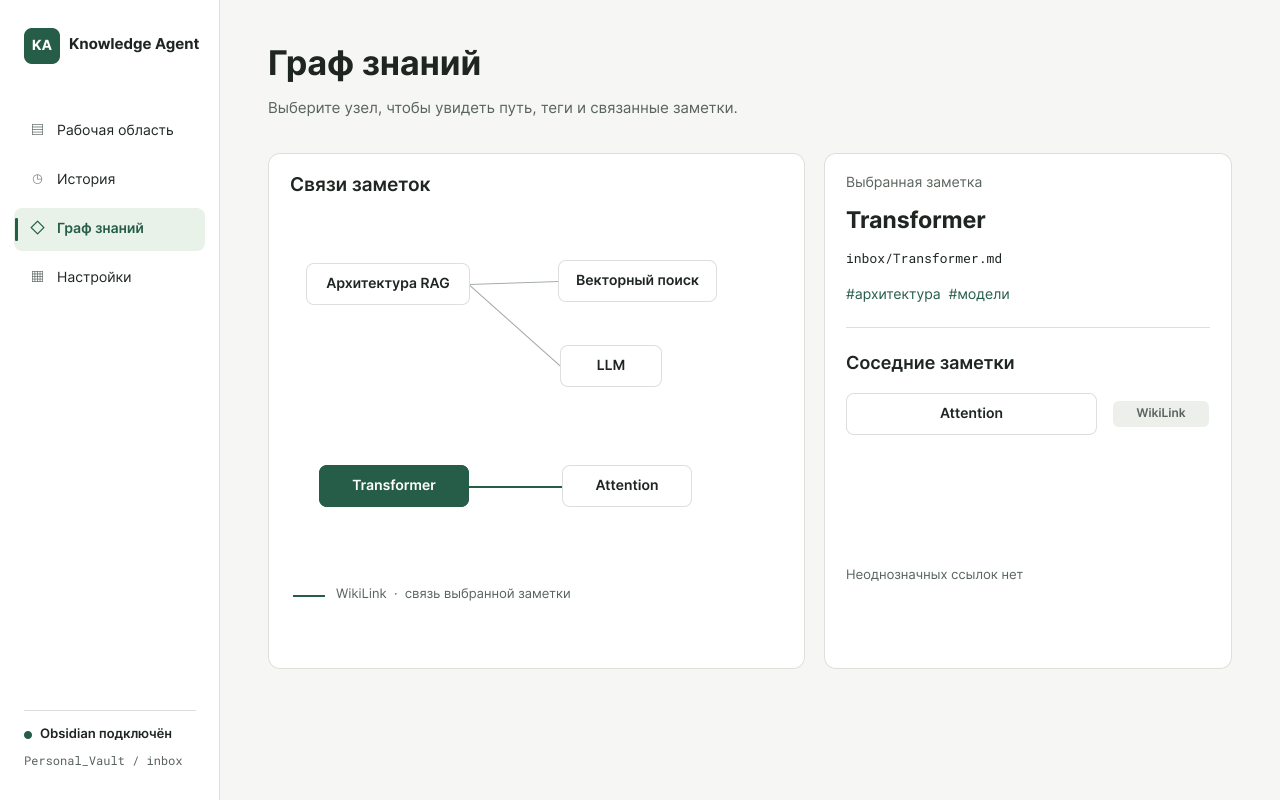 KA Knowledge Agent
Рабочая область
История
Граф знаний
Настройки
Obsidian подключён
Personal_Vault / inbox
Граф знаний
Выберите узел, чтобы увидеть путь, теги и связанные заметки.
Связи заметок
Архитектура RAG
Векторный поиск
LLM
Transformer
Attention
WikiLink · связь выбранной заметки
Выбранная заметка
Transformer
inbox/Transformer.md
#архитектура #модели
Соседние заметки
Attention
WikiLink
Неоднозначных ссылок нет